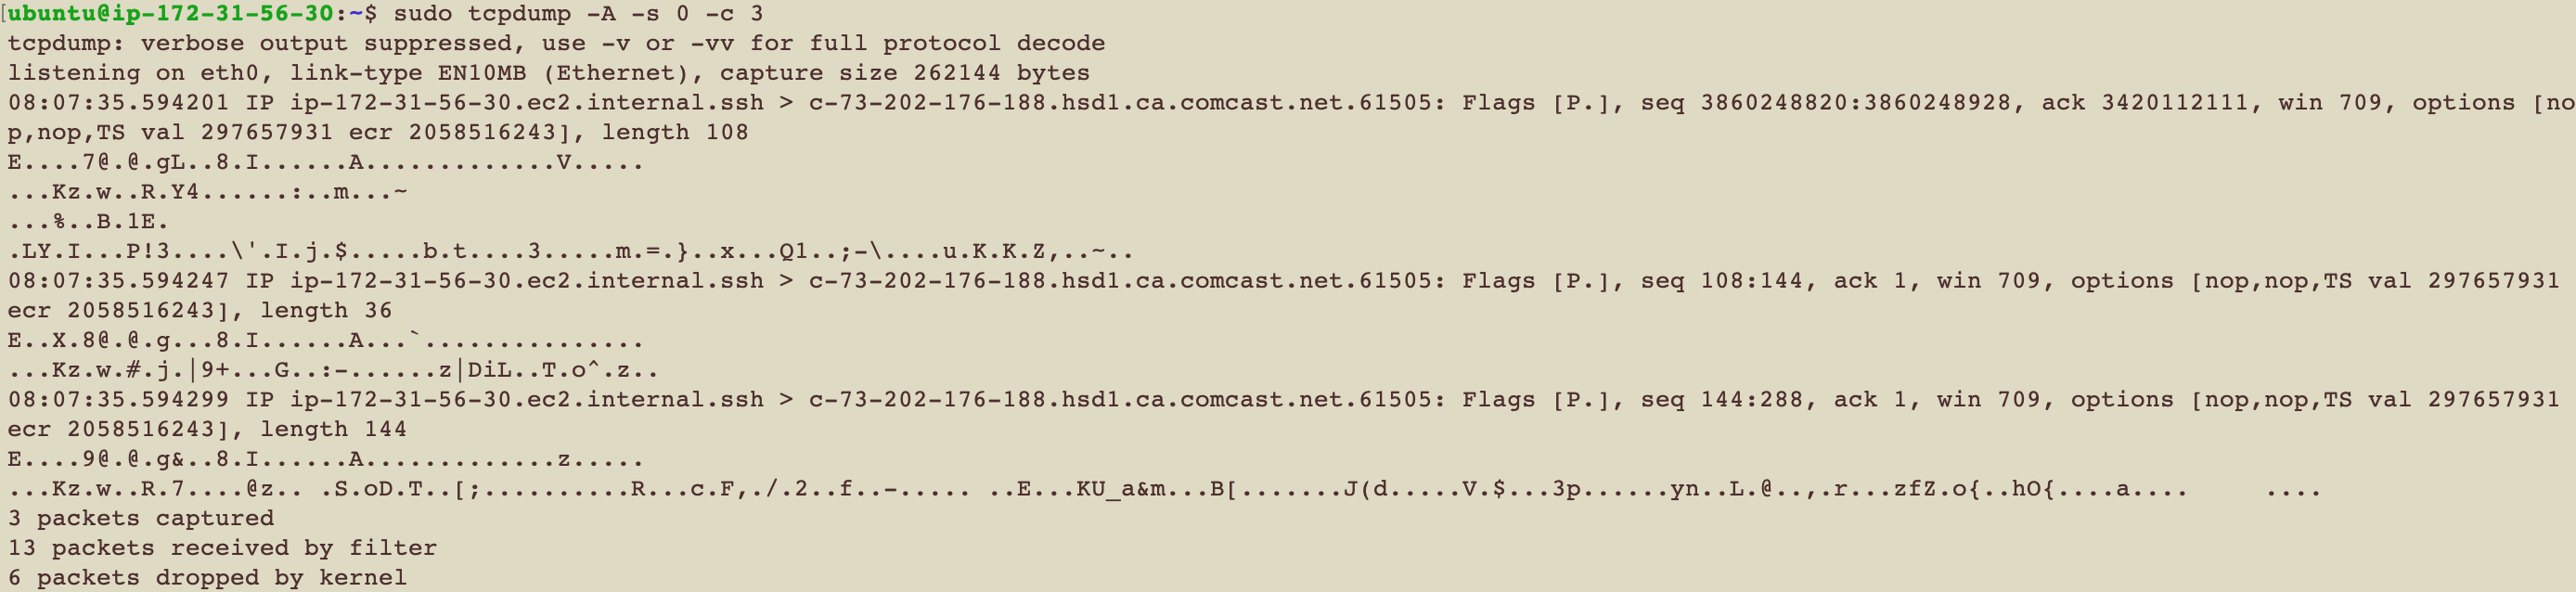 ubuntu@ip-172-31-56-30:~$ sudo tcpdump -A -s 0 -c 3
tcpdump: verbose output suppressed, use -v or -vv for full protocol decode
listening on eth0, link-type EN10MB (Ethernet), capture size 262144 bytes
08:07:35.594201 IP ip-172-31-56-30.ec2.internal.ssh > c-73-202-176-188.hsd1.ca.comcast.net.61505: Flags [P.], seq 3860248820:3860248928, ack 3420112111, win 709, options [no
p,nop,TS val 297657931 ecr 2058516243], length 108
E....7@.@.gL..8.I......A.............V.....
...Kz.w..R.Y4......:..m...~
...%..B.1E.
.LY.I...P!3....\'.I.j.$.....b.t....3.....m.=.}..x...Q1..;-\....u.K.K.Z,..~..
08:07:35.594247 IP ip-172-31-56-30.ec2.internal.ssh > c-73-202-176-188.hsd1.ca.comcast.net.61505: Flags [P.], seq 108:144, ack 1, win 709, options [nop,nop,TS val 297657931
ecr 2058516243], length 36
E..X.8@.@.g...8.I......A...`...............
...Kz.w.#.j.|9+...G..:-......z|DiL..T.o^.z..
08:07:35.594299 IP ip-172-31-56-30.ec2.internal.ssh > c-73-202-176-188.hsd1.ca.comcast.net.61505: Flags [P.], seq 144:288, ack 1, win 709, options [nop,nop,TS val 297657931
ecr 2058516243], length 144
E....9@.@.g&..8.I......A.............z.....
...Kz.w..R.7....@z.. .S.oD.T..[;..........R...c.F,./.2..f..-..... ..E...KU_a&m...B[.......J(d.....V.$...3p......yn..L.@..,.r...zfZ.o{..hO{....a....     ....
3 packets captured
13 packets received by filter
6 packets dropped by kernel